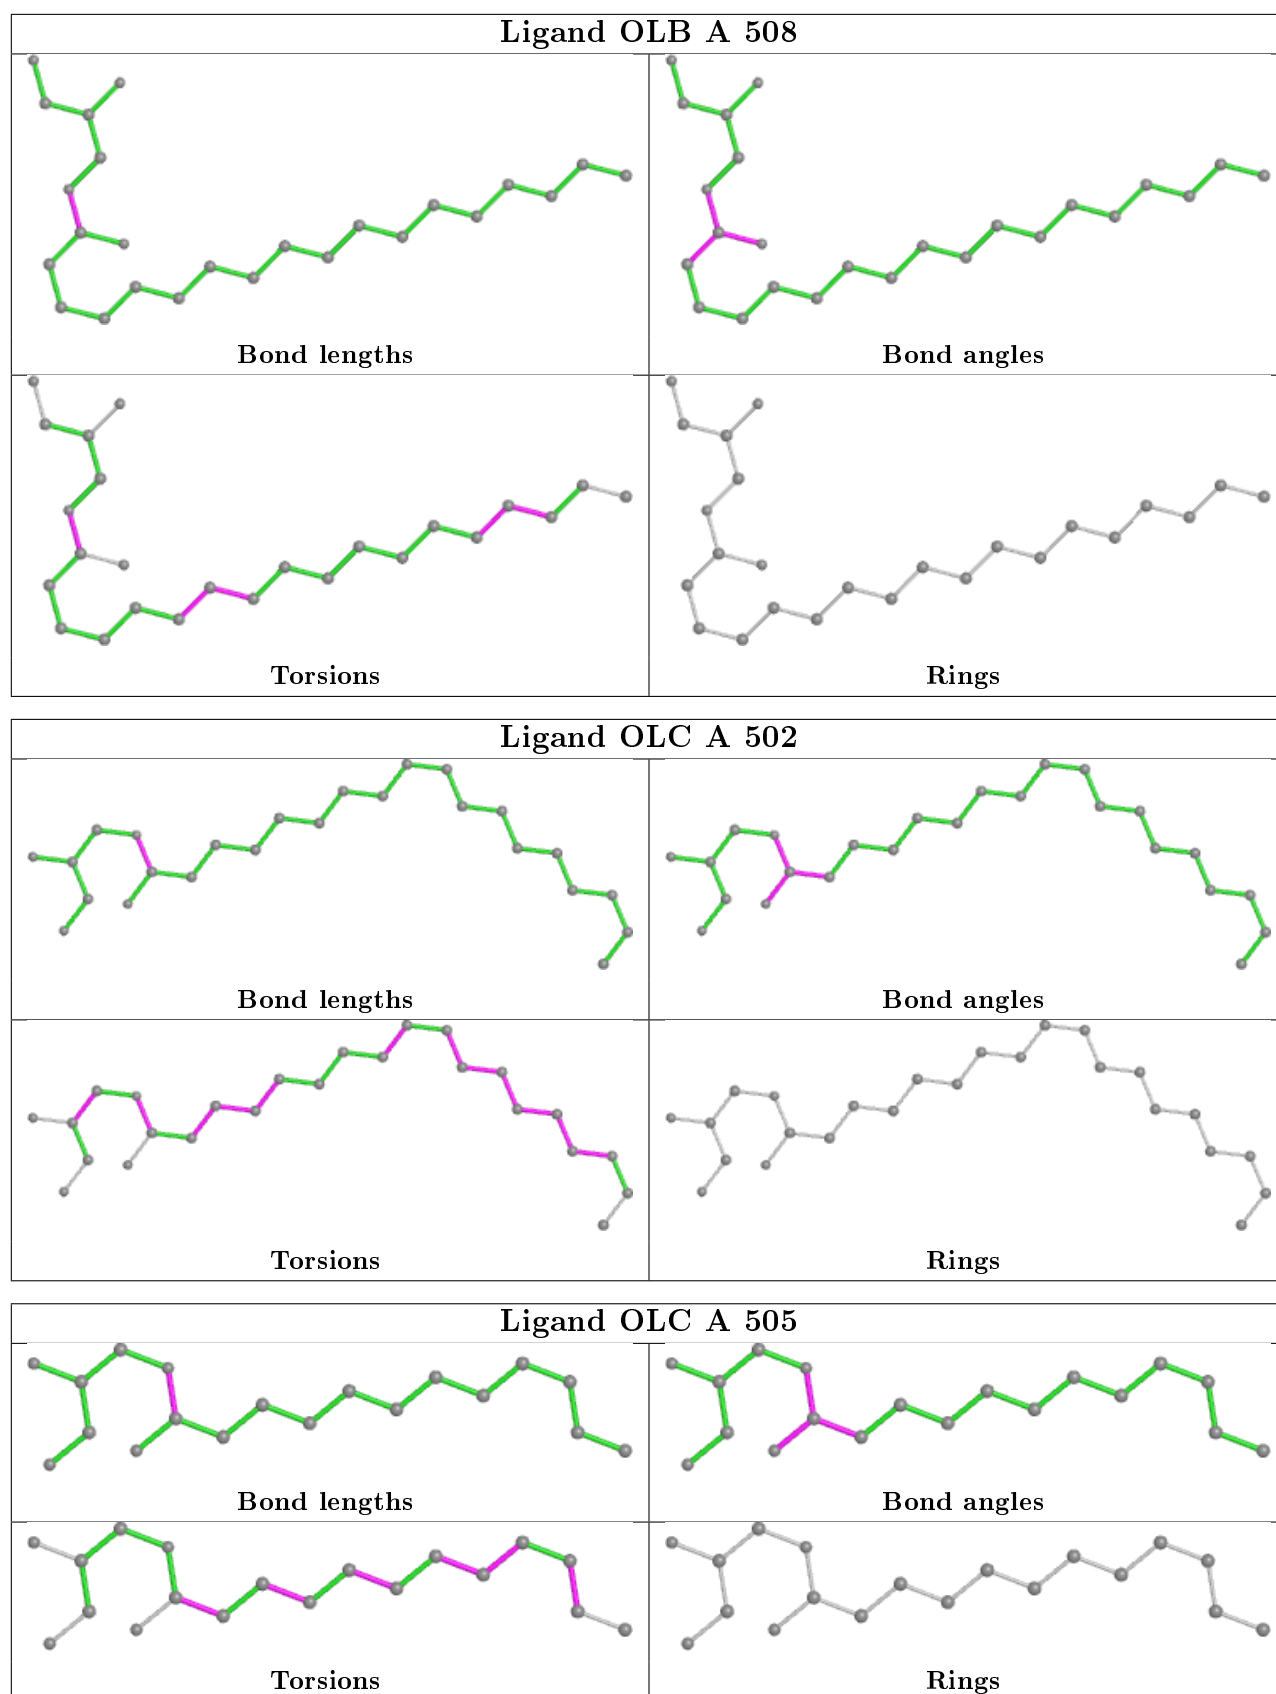 Ligand OLB A 508
Bond lengths
Bond angles
Torsions
Rings
Ligand OLC A 502
Bond lengths
Bond angles
Torsions
Rings
Ligand OLC A 505
Bond lengths
Bond angles
Torsions
Rings